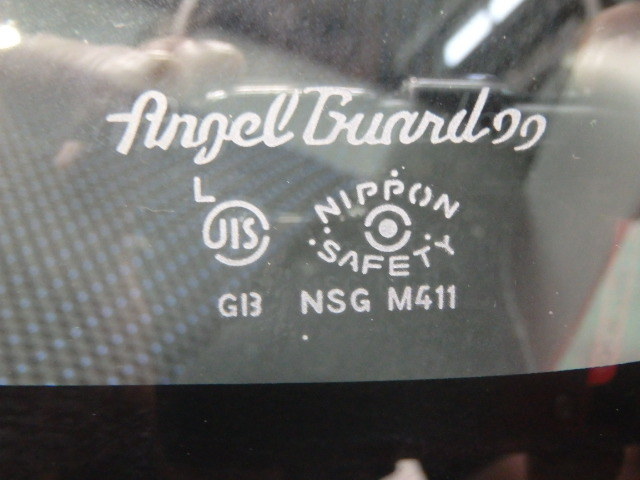 Angel Guard 99
L
JIS
NIPPON
SAFETY
G13 NSG M411